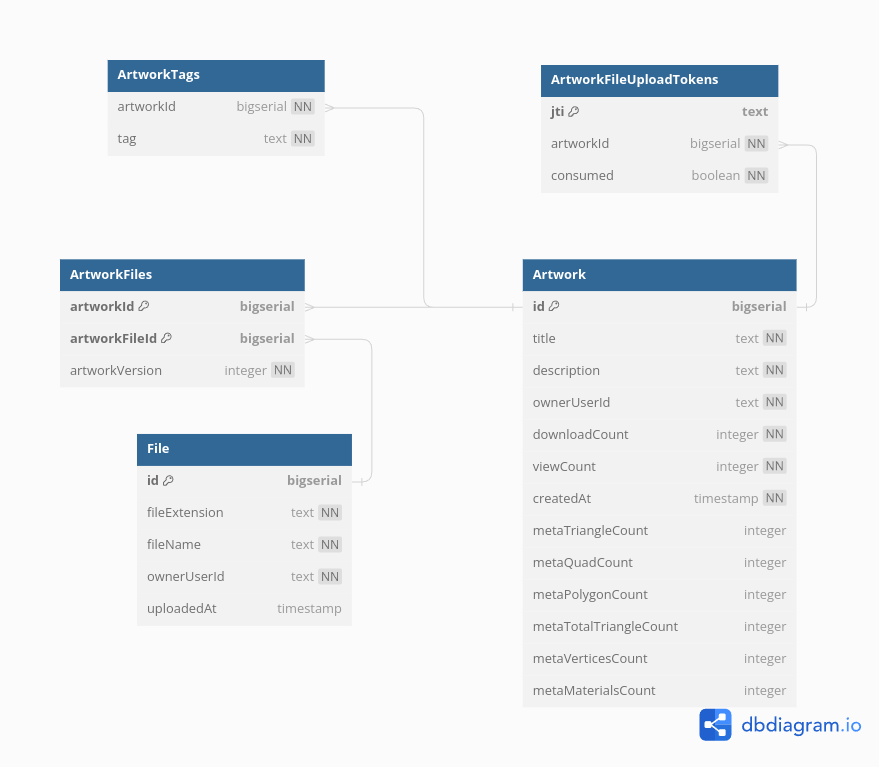 ArtworkTags
artworkId bigserial NN
tag text NN
ArtworkFileUploadTokens
jti text
artworkId bigserial NN
consumed boolean NN
ArtworkFiles
artworkId bigserial
artworkFileId bigserial
artworkVersion integer NN
Artwork
id bigserial
title text NN
description text NN
ownerUserId text NN
downloadCount integer NN
viewCount integer NN
createdAt timestamp NN
metaTriangleCount integer
metaQuadCount integer
metaPolygonCount integer
metaTotalTriangleCount integer
metaVerticesCount integer
metaMaterialsCount integer
File
id bigserial
fileExtension text NN
fileName text NN
ownerUserId text NN
uploadedAt timestamp
dbdiagram.io